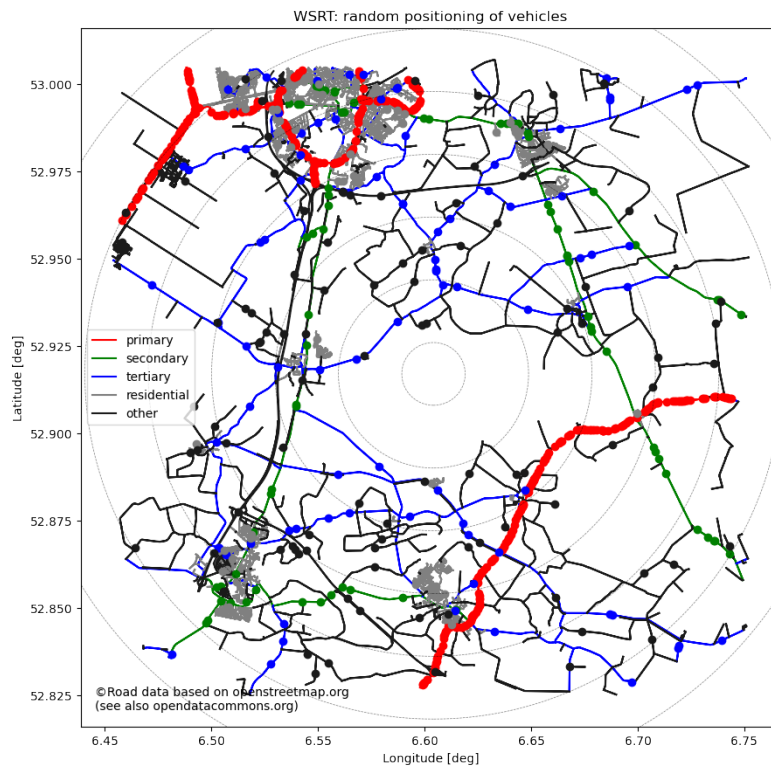 WSRT: random positioning of vehicles
53.000
52.975
52.950
52.925
52.900
52.875
52.850
52.825
Latitude [deg]
primary
secondary
tertiary
residential
other
©Road data based on openstreetmap.org
(see also opendatacommons.org)
6.45 6.50 6.55 6.60 6.65 6.70 6.75
Longitude [deg]